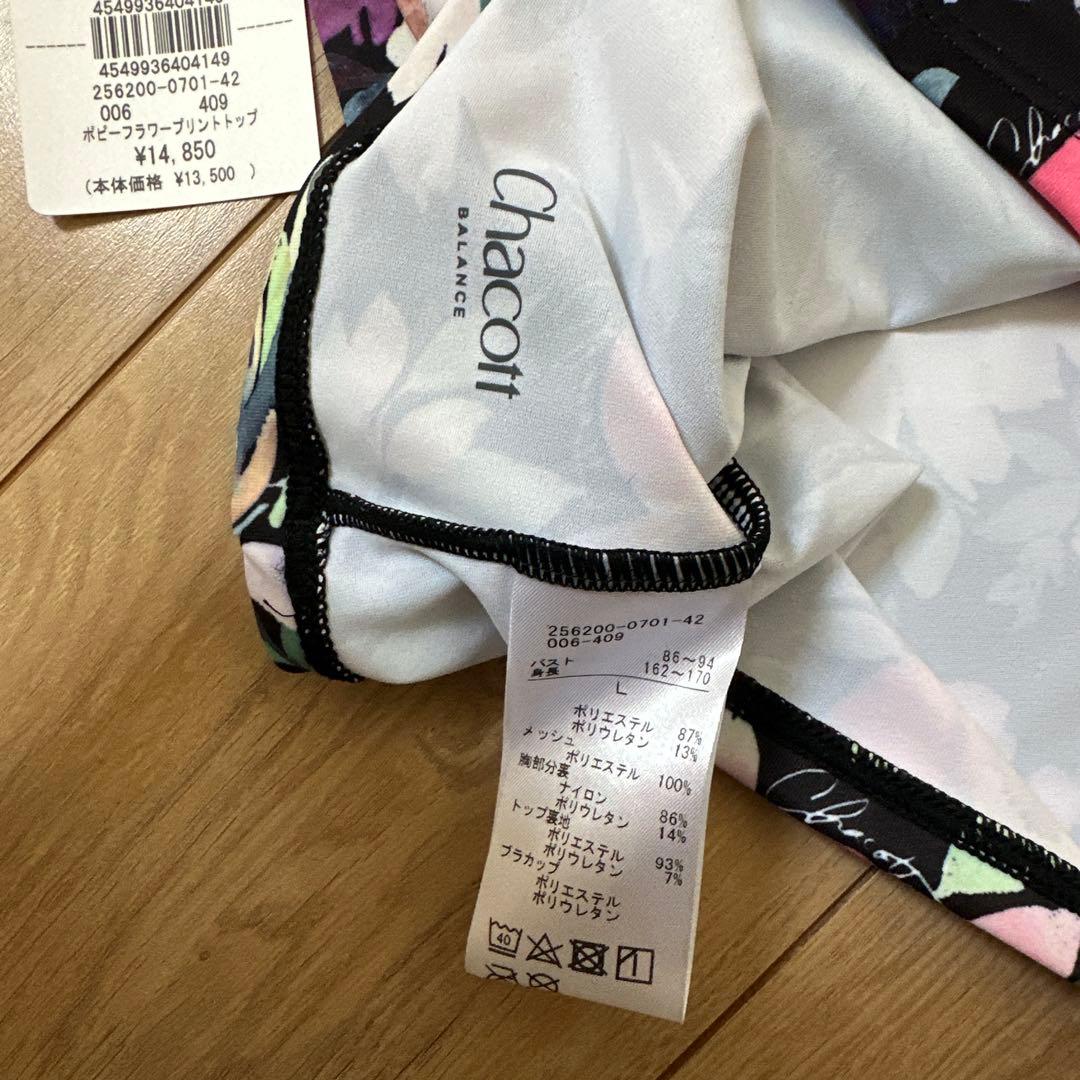 4549936404149
4549936404149
256200-0701-42
006 409
ポピーフラワープリントトップ
¥14,850
(本体価格 ¥13,500 )
Chacott
BALANCE
256200-0701-42
006-409
バスト 86～94
身長 162～170
L
ポリエステル 87%
ポリウレタン 13%
メッシュ
ポリエステル 100%
胸部分裏
ナイロン 86%
ポリウレタン 14%
トップ裏地
ポリエステル 93%
ポリウレタン 7%
ブラカップ
ポリエステル
ポリウレタン
40
Chacott